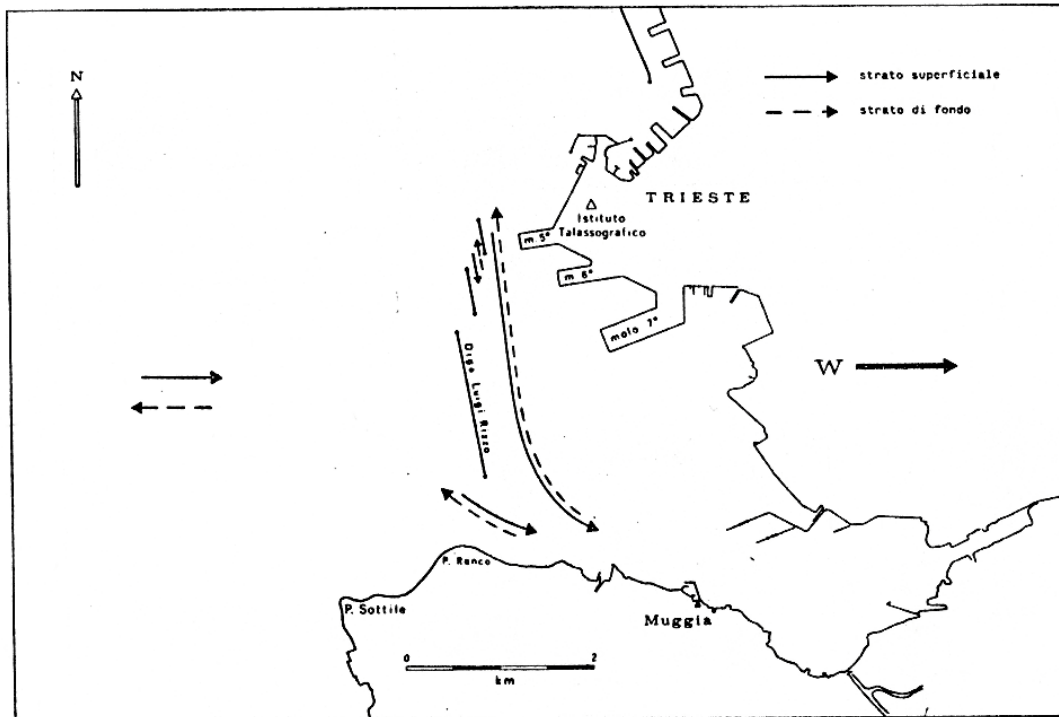 N
strato superficiale
strato di fondo
TRIESTE
Istituto
Talassografico
m 5°
m 6°
molo 7°
Diga Luigi Rizzo
W
P. Ronco
P. Sottile
Muggia
0
2
km